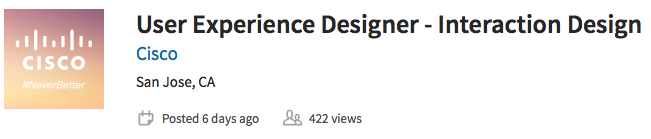 CISCO
#NeverBetter
User Experience Designer - Interaction Design
Cisco
San Jose, CA
Posted 6 days ago 422 views